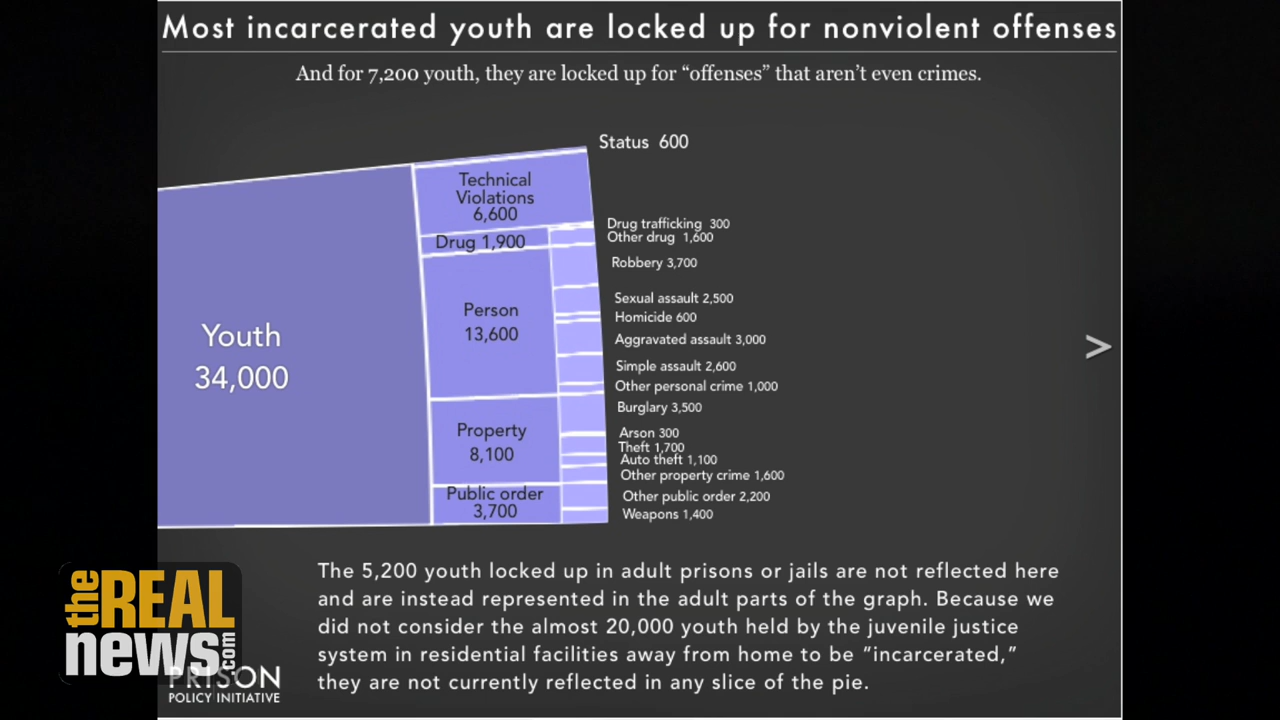 Most incarcerated youth are locked up for nonviolent offenses
And for 7,200 youth, they are locked up for “offenses” that aren’t even crimes.
Status 600
Technical
Violations
6,600
Drug 1,900
Person
13,600
Property
8,100
Public order
3,700
Youth
34,000
Drug trafficking 300
Other drug 1,600
Robbery 3,700
Sexual assault 2,500
Homicide 600
Aggravated assault 3,000
Simple assault 2,600
Other personal crime 1,000
Burglary 3,500
Arson 300
Theft 1,700
Auto theft 1,100
Other property crime 1,600
Other public order 2,200
Weapons 1,400
>
The 5,200 youth locked up in adult prisons or jails are not reflected here
and are instead represented in the adult parts of the graph. Because we
did not consider the almost 20,000 youth held by the juvenile justice
system in residential facilities away from home to be “incarcerated,”
they are not currently reflected in any slice of the pie.
the REAL
news.com
PRISON
POLICY INITIATIVE